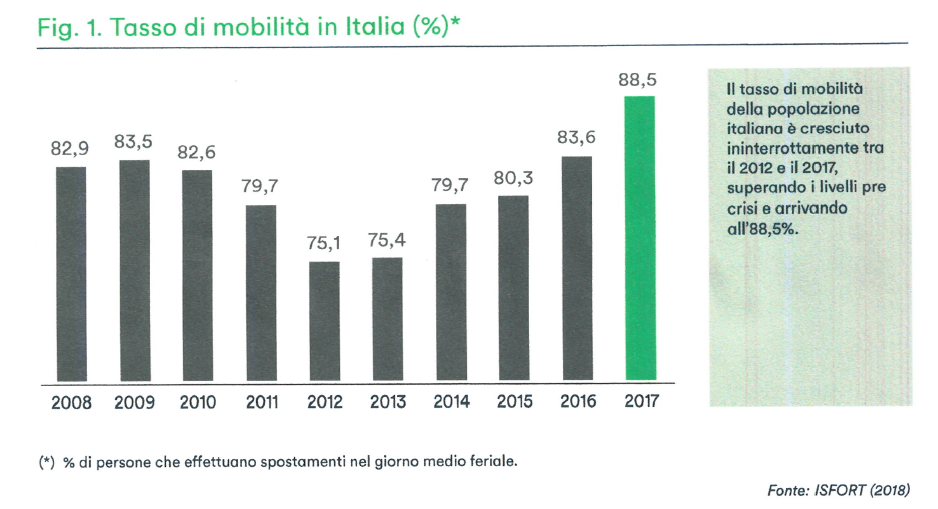 Fig. 1. Tasso di mobilità in Italia (%)*
82,9
83,5
82,6
79,7
75,1
75,4
79,7
80,3
83,6
88,5
2008 2009 2010 2011 2012 2013 2014 2015 2016 2017
Il tasso di mobilità
della popolazione
italiana è cresciuto
ininterrottamente tra
il 2012 e il 2017,
superando i livelli pre
crisi e arrivando
all'88,5%.
(*) % di persone che effettuano spostamenti nel giorno medio feriale.
Fonte: ISFORT (2018)